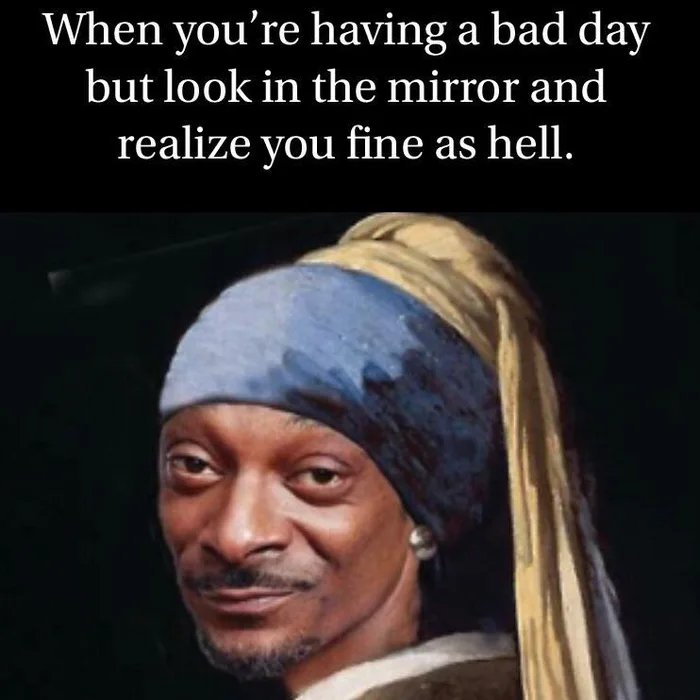 When you’re having a bad day
but look in the mirror and
realize you fine as hell.